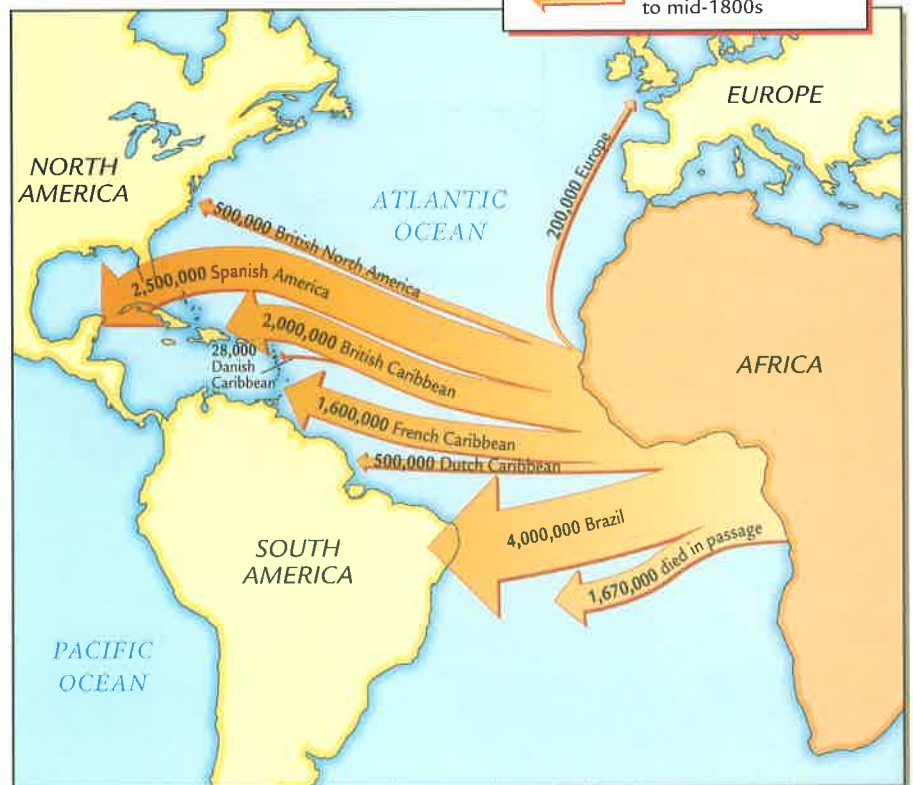 to mid-1800s
EUROPE
NORTH
AMERICA
ATLANTIC
OCEAN
200,000 Europe
500,000 British North America
2,500,000 Spanish America
2,000,000 British Caribbean
28,000
Danish
Caribbean
AFRICA
1,600,000 French Caribbean
500,000 Dutch Caribbean
4,000,000 Brazil
SOUTH
AMERICA
1,670,000 died in passage
PACIFIC
OCEAN